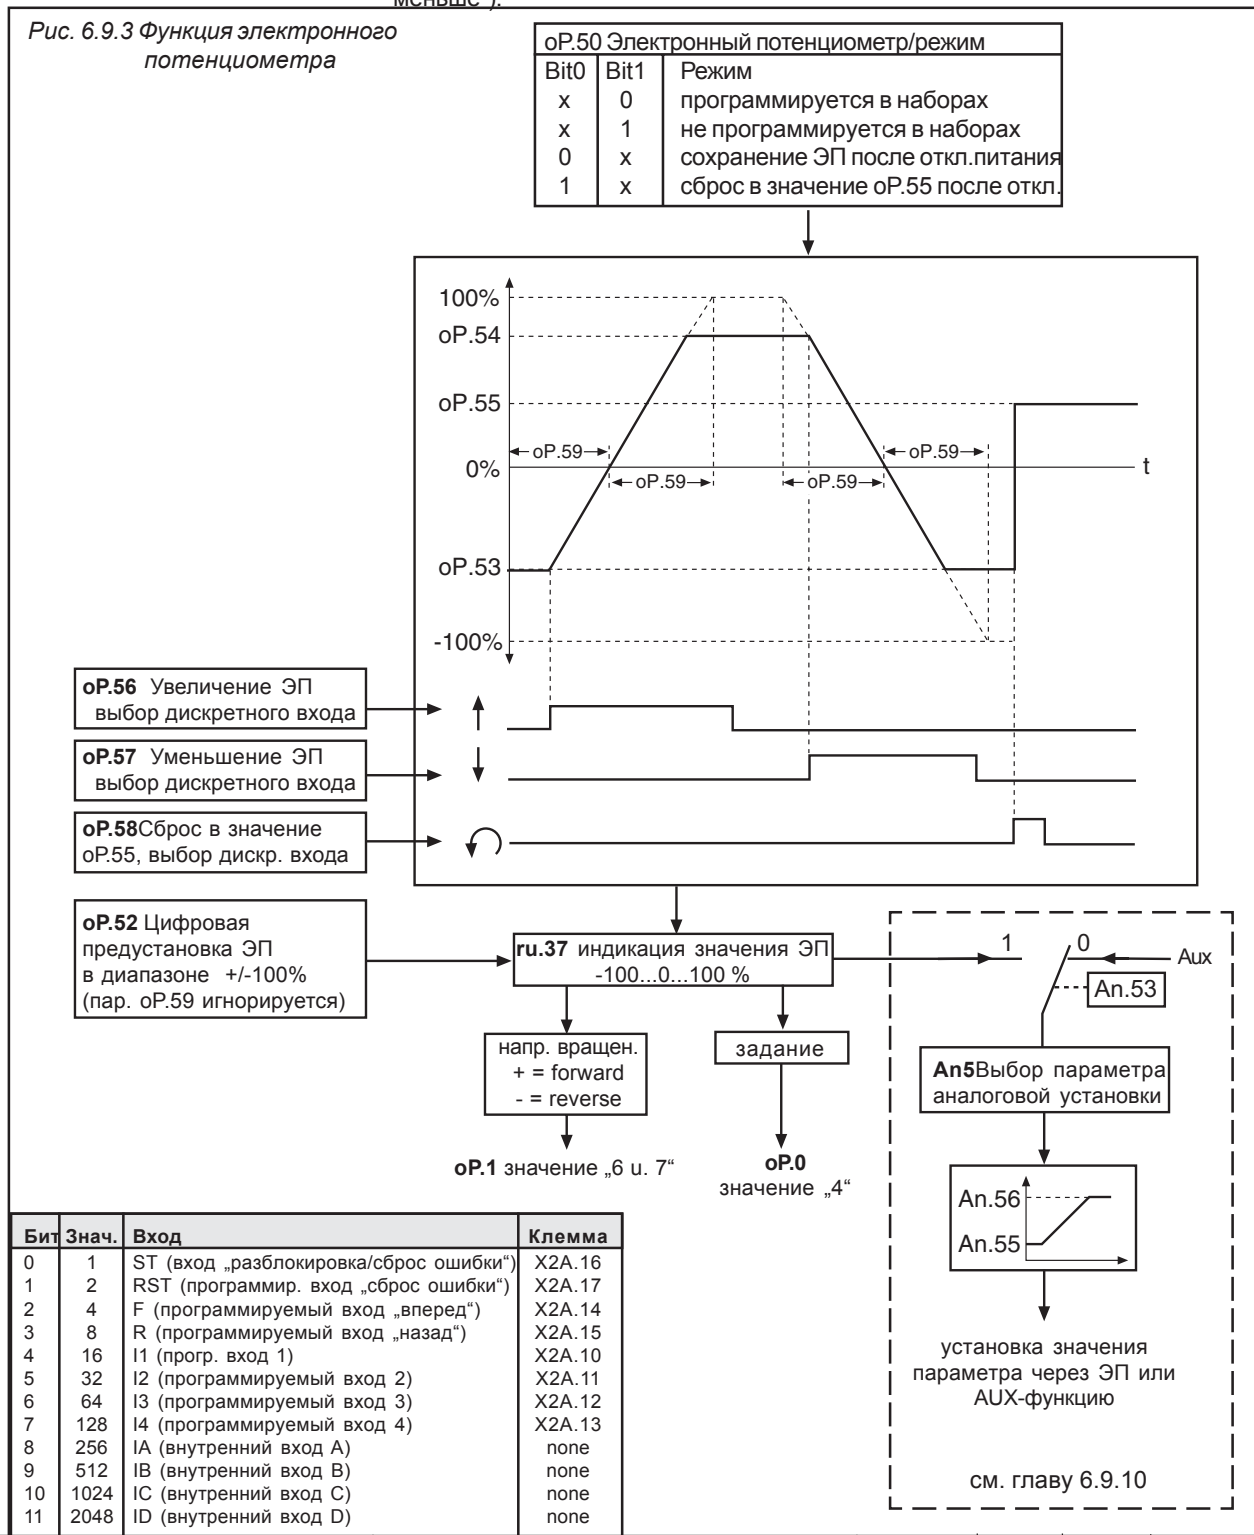 меньше“).
Рис. 6.9.3 Функция электронного
потенциометра
oP.50 Электронный потенциометр/режим
Bit0 Bit1 Режим
x 0 программируется в наборах
x 1 не программируется в наборах
0 x сохранение ЭП после откл.питания
1 x сброс в значение oP.55 после откл.
100%
oP.54
oP.55
oP.59 oP.59
0% t
oP.59 oP.59
oP.53
-100%
oP.56 Увеличение ЭП
выбор дискретного входа
oP.57 Уменьшение ЭП
выбор дискретного входа
oP.58Сброс в значение
oP.55, выбор дискр. входа
oP.52 Цифровая
предустановка ЭП
в диапазоне +/-100%
(пар. oP.59 игнорируется)
ru.37 индикация значения ЭП
-100...0...100 %
1 0 Aux
An.53
напр. вращен.
+ = forward
- = reverse
задание
An5Выбор параметра
аналоговой установки
oP.1 значение „6 u. 7“
oP.0
значение „4“
An.56
An.55
установка значения
параметра через ЭП или
AUX-функцию
см. главу 6.9.10
Бит Знач. Вход Клемма
0 1 ST (вход „разблокировка/сброс ошибки“) X2A.16
1 2 RST (программир. вход „сброс ошибки“) X2A.17
2 4 F (программируемый вход „вперед“) X2A.14
3 8 R (программируемый вход „назад“) X2A.15
4 16 I1 (прогр. вход 1) X2A.10
5 32 I2 (программируемый вход 2) X2A.11
6 64 I3 (программируемый вход 3) X2A.12
7 128 I4 (программируемый вход 4) X2A.13
8 256 IA (внутренний вход A) none
9 512 IB (внутренний вход B) none
10 1024 IC (внутренний вход C) none
11 2048 ID (внутренний вход D) none